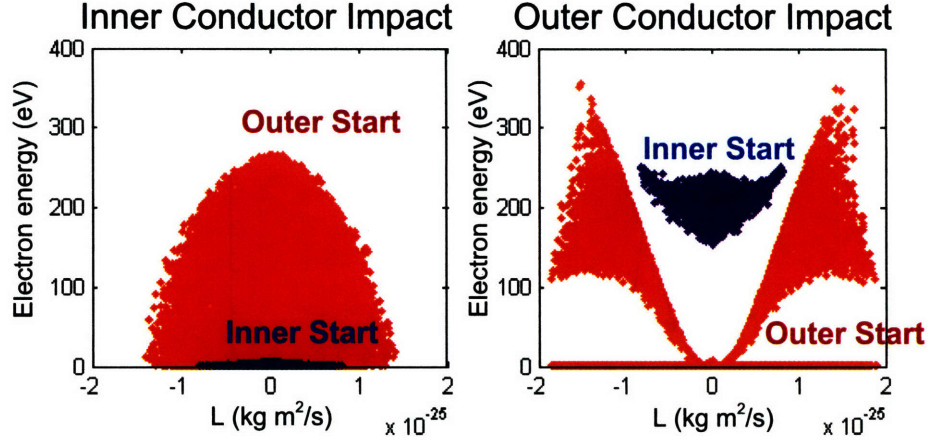 Inner Conductor Impact
Electron energy (eV)
400
300
200
100
0
Outer Start
Inner Start
-2
-1
0
1
2
L (kg m²/s)
x 10⁻²⁵
Outer Conductor Impact
Electron energy (eV)
400
300
200
100
0
Inner Start
Outer Start
-2
-1
0
1
2
L (kg m²/s)
x 10⁻²⁵